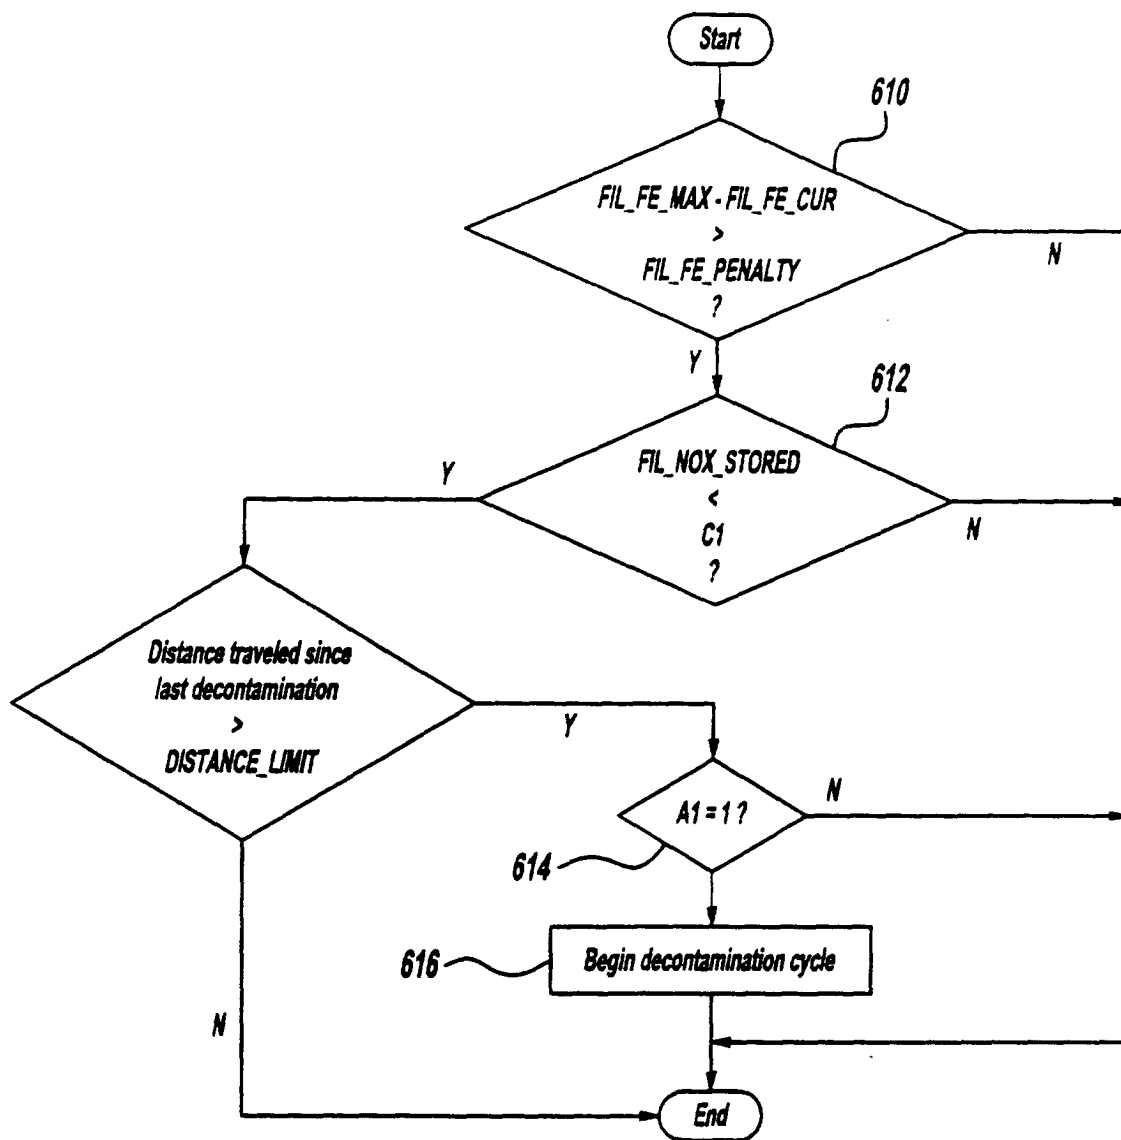 Start
610
FIL_FE_MAX - FIL_FE_CUR
>
FIL_FE_PENALTY
?
N
Y
612
FIL_NOX_STORED
<
C1
?
Y
N
Distance traveled since
last decontamination
>
DISTANCE_LIMIT
Y
A1 = 1 ?
N
614
616
Begin decontamination cycle
N
End